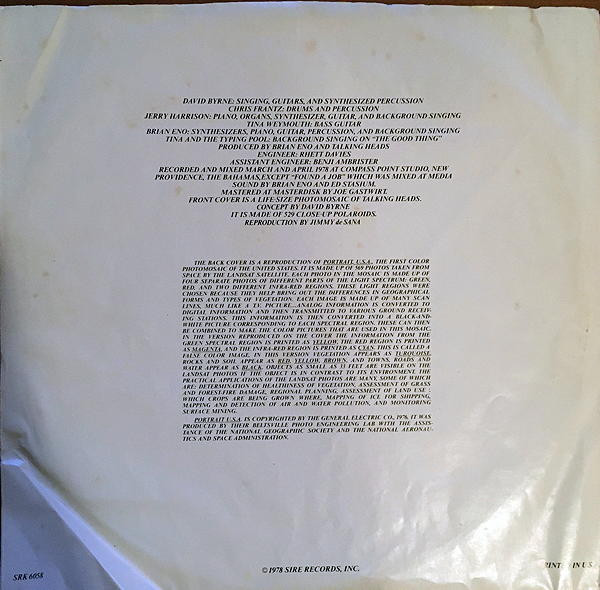 DAVID BYRNE: SINGING, GUITARS, AND SYNTHESIZED PERCUSSION
CHRIS FRANTZ: DRUMS AND PERCUSSION
JERRY HARRISON: PIANO, ORGANS, SYNTHESIZER, GUITAR, AND BACKGROUND SINGING
TINA WEYMOUTH: BASS GUITAR
BRIAN ENO: SYNTHESIZERS, PIANO, GUITAR, PERCUSSION, AND BACKGROUND SINGING
TINA AND THE TYPING POOL: BACKGROUND SINGING ON "THE GOOD THING"
PRODUCED BY BRIAN ENO AND TALKING HEADS
ENGINEER: RHETT DAVIES
ASSISTANT ENGINEER: BENJI AMBRISTER
RECORDED AND MIXED MARCH AND APRIL 1978 AT COMPASS POINT STUDIO, NEW
PROVIDENCE, THE BAHAMAS,EXCEPT "FOUND A JOB" WHICH WAS MIXED AT MEDIA
SOUND BY BRIAN ENO AND ED STASIUM.
MASTERED AT MASTERDISK BY JOE GASTWIRT.
FRONT COVER IS A LIFE-SIZE PHOTOMOSAIC OF TALKING HEADS.
CONCEPT BY DAVID BYRNE
IT IS MADE OF 529 CLOSE-UP POLAROIDS.
REPRODUCTION BY JIMMY de SANA
THE BACK COVER IS A REPRODUCTION OF PORTRAIT U.S.A., THE FIRST COLOR
PHOTOMOSAIC OF THE UNITED STATES. IT IS MADE UP OF 569 PHOTOS TAKEN FROM
SPACE BY THE LANDSAT SATELLITE. EACH PHOTO IN THE MOSAIC IS MADE UP OF
FOUR SEPARATE PHOTOS OF DIFFERENT PARTS OF THE LIGHT SPECTRUM: GREEN,
RED, AND TWO DIFFERENT INFRA-RED REGIONS. THESE LIGHT REGIONS WERE
CHOSEN BECAUSE THEY HELP BRING OUT THE DIFFERENCES IN GEOGRAPHICAL
FORMS AND TYPES OF VEGETATION. EACH IMAGE IS MADE UP OF MANY SCAN
LINES, MUCH LIKE A T.V. PICTURE...ANALOG INFORMATION IS CONVERTED TO
DIGITAL INFORMATION AND THEN TRANSMITTED TO VARIOUS GROUND RECEIV-
ING STATIONS. THIS INFORMATION IS THEN CONVERTED INTO A BLACK-AND-
WHITE PICTURE CORRESPONDING TO EACH SPECTRAL REGION. THESE CAN THEN
BE COMBINED TO MAKE THE COLOR PICTURES THAT ARE USED IN THIS MOSAIC.
IN THE VERSION REPRODUCED ON THE COVER THE INFORMATION FROM THE
GREEN SPECTRAL REGION IS PRINTED AS YELLOW, THE RED REGION IS PRINTED
AS MAGENTA, AND THE INFRA-RED REGION IS PRINTED AS CYAN. THIS IS CALLED A
FALSE COLOR IMAGE. IN THIS VERSION VEGETATION APPEARS AS TURQUOISE,
ROCKS AND SOIL APPEAR AS RED, YELLOW, BROWN, AND TOWNS, ROADS AND
WATER APPEAR AS BLACK. OBJECTS AS SMALL AS 33 FEET ARE VISIBLE ON THE
LANDSAT PHOTOS IF THE OBJECT IS IN CONTRAST TO ITS ENVIRONMENT. THE
PRACTICAL APPLICATIONS OF THE LANDSAT PHOTOS ARE MANY, SOME OF WHICH
ARE: DETERMINATION OF HEALTHINESS OF VEGETATION, ASSESSMENT OF GRASS
AND FOREST FIRE DAMAGE, REGIONAL PLANNING, ASSESSMENT OF LAND USE :
WHICH CROPS ARE BEING GROWN WHERE, MAPPING OF ICE FOR SHIPPING,
MAPPING AND DETECTION OF AIR AND WATER POLLUTION, AND MONITORING
SURFACE MINING.
PORTRAIT U.S.A. IS COPYRIGHTED BY THE GENERAL ELECTRIC CO., 1976. IT WAS
PRODUCED BY THEIR BELTSVILLE PHOTO ENGINEERING LAB WITH THE ASSIS-
TANCE OF THE NATIONAL GEOGRAPHIC SOCIETY AND THE NATIONAL AERONAU-
TICS AND SPACE ADMINISTRATION.
SRK 6058
©1978 SIRE RECORDS, INC.
IN U.S.